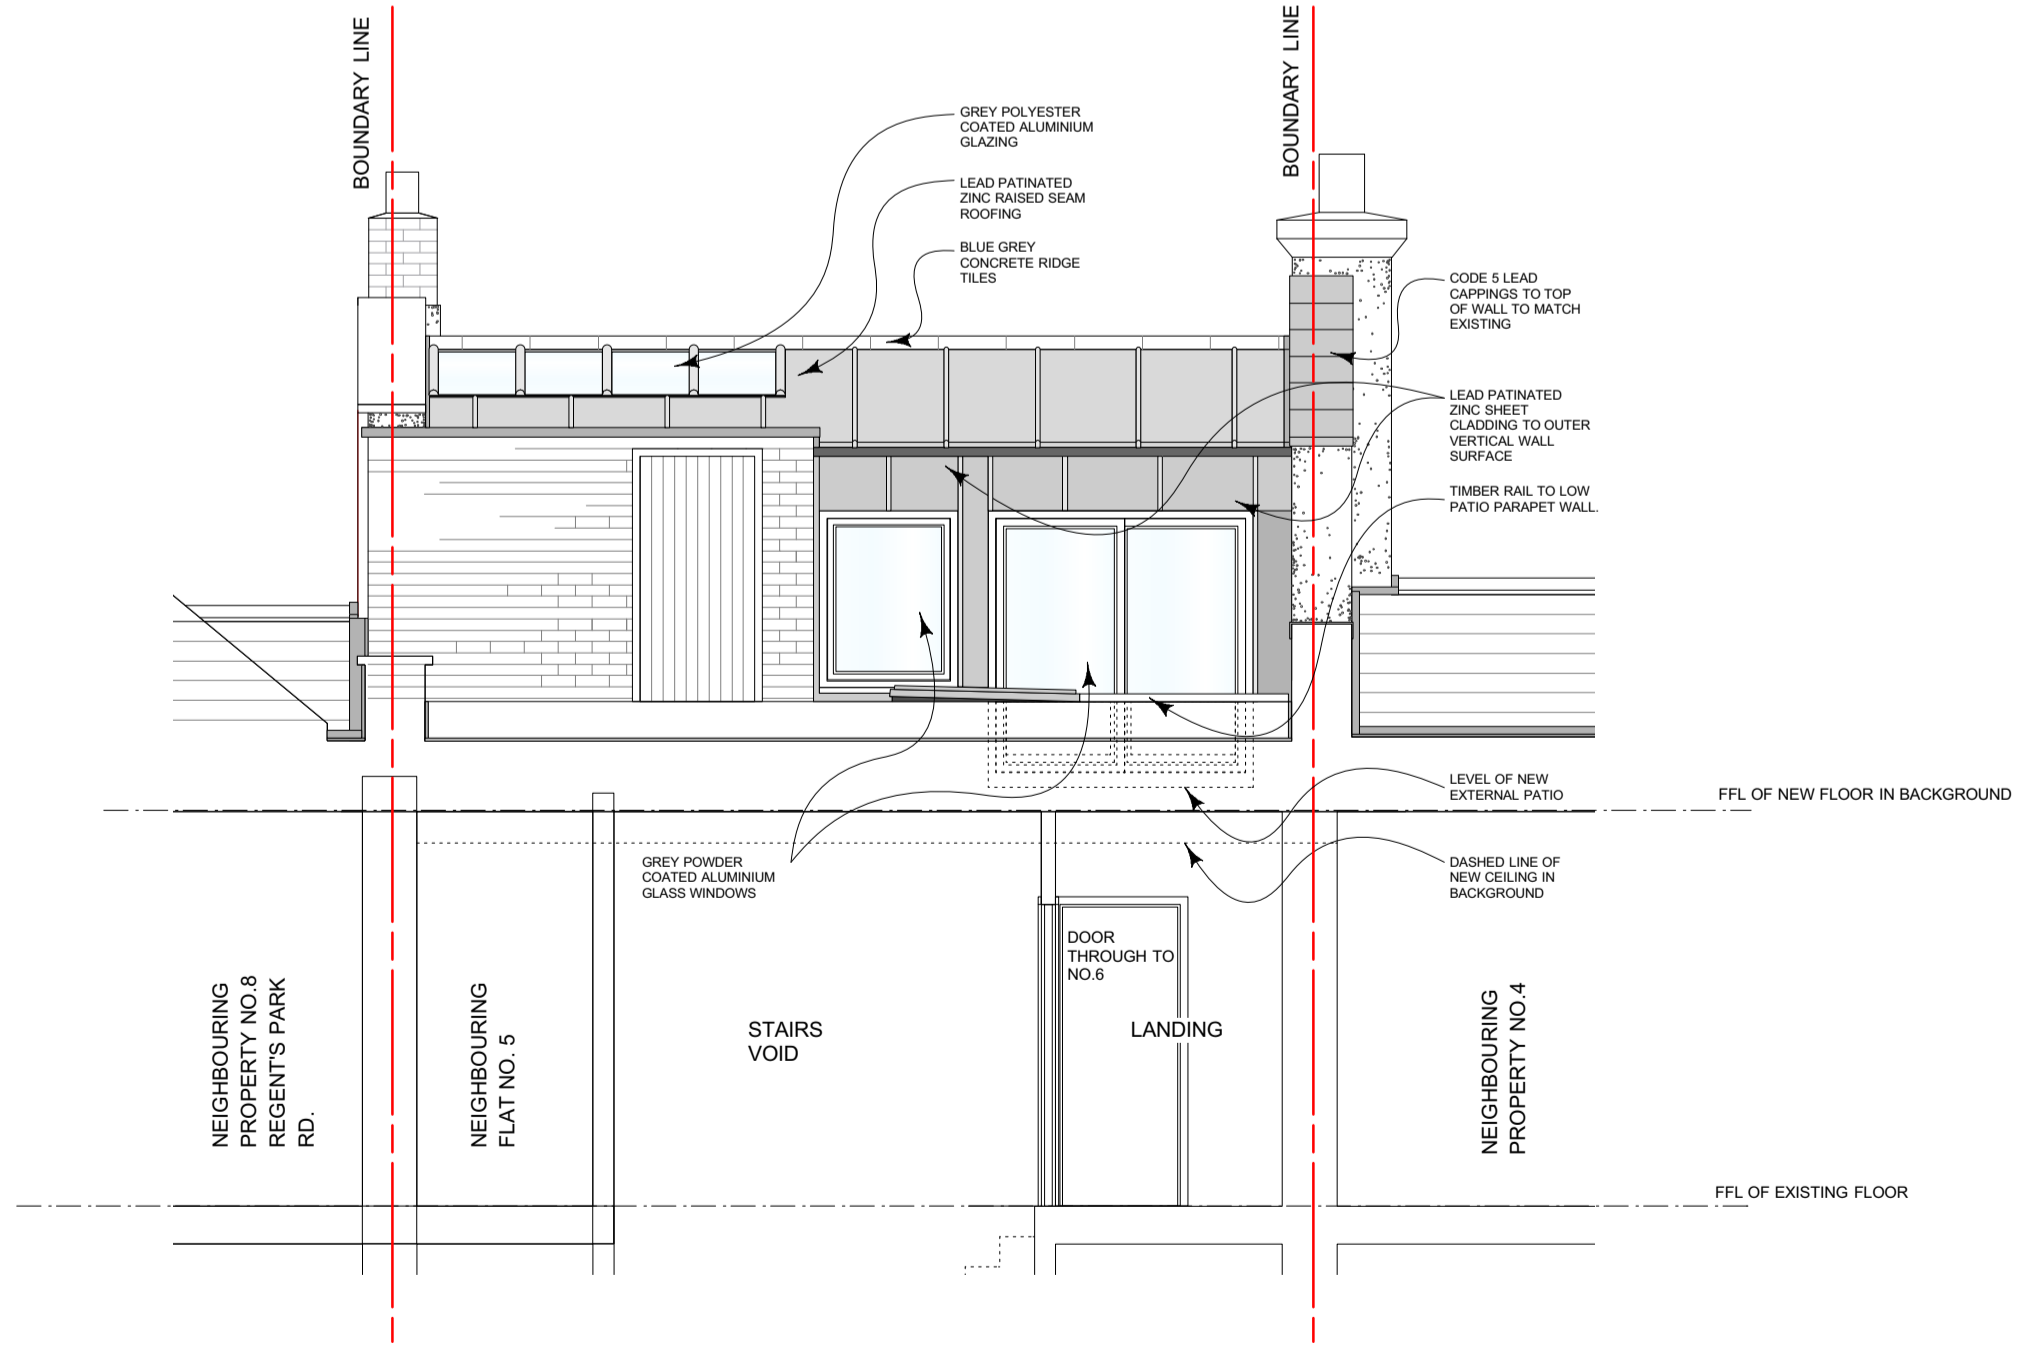 BOUNDARY LINE
BOUNDARY LINE
GREY POLYESTER
COATED ALUMINIUM
GLAZING
LEAD PATINATED
ZINC RAISED SEAM
ROOFING
BLUE GREY
CONCRETE RIDGE
TILES
CODE 5 LEAD
CAPPINGS TO TOP
OF WALL TO MATCH
EXISTING
LEAD PATINATED
ZINC SHEET
CLADDING TO OUTER
VERTICAL WALL
SURFACE
TIMBER RAIL TO LOW
PATIO PARAPET WALL.
LEVEL OF NEW
EXTERNAL PATIO
FFL OF NEW FLOOR IN BACKGROUND
GREY POWDER
COATED ALUMINIUM
GLASS WINDOWS
DASHED LINE OF
NEW CEILING IN
BACKGROUND
DOOR
THROUGH TO
NO.6
NEIGHBOURING
PROPERTY NO.8
REGENT'S PARK
RD.
NEIGHBOURING
FLAT NO. 5
STAIRS
VOID
LANDING
NEIGHBOURING
PROPERTY NO.4
FFL OF EXISTING FLOOR